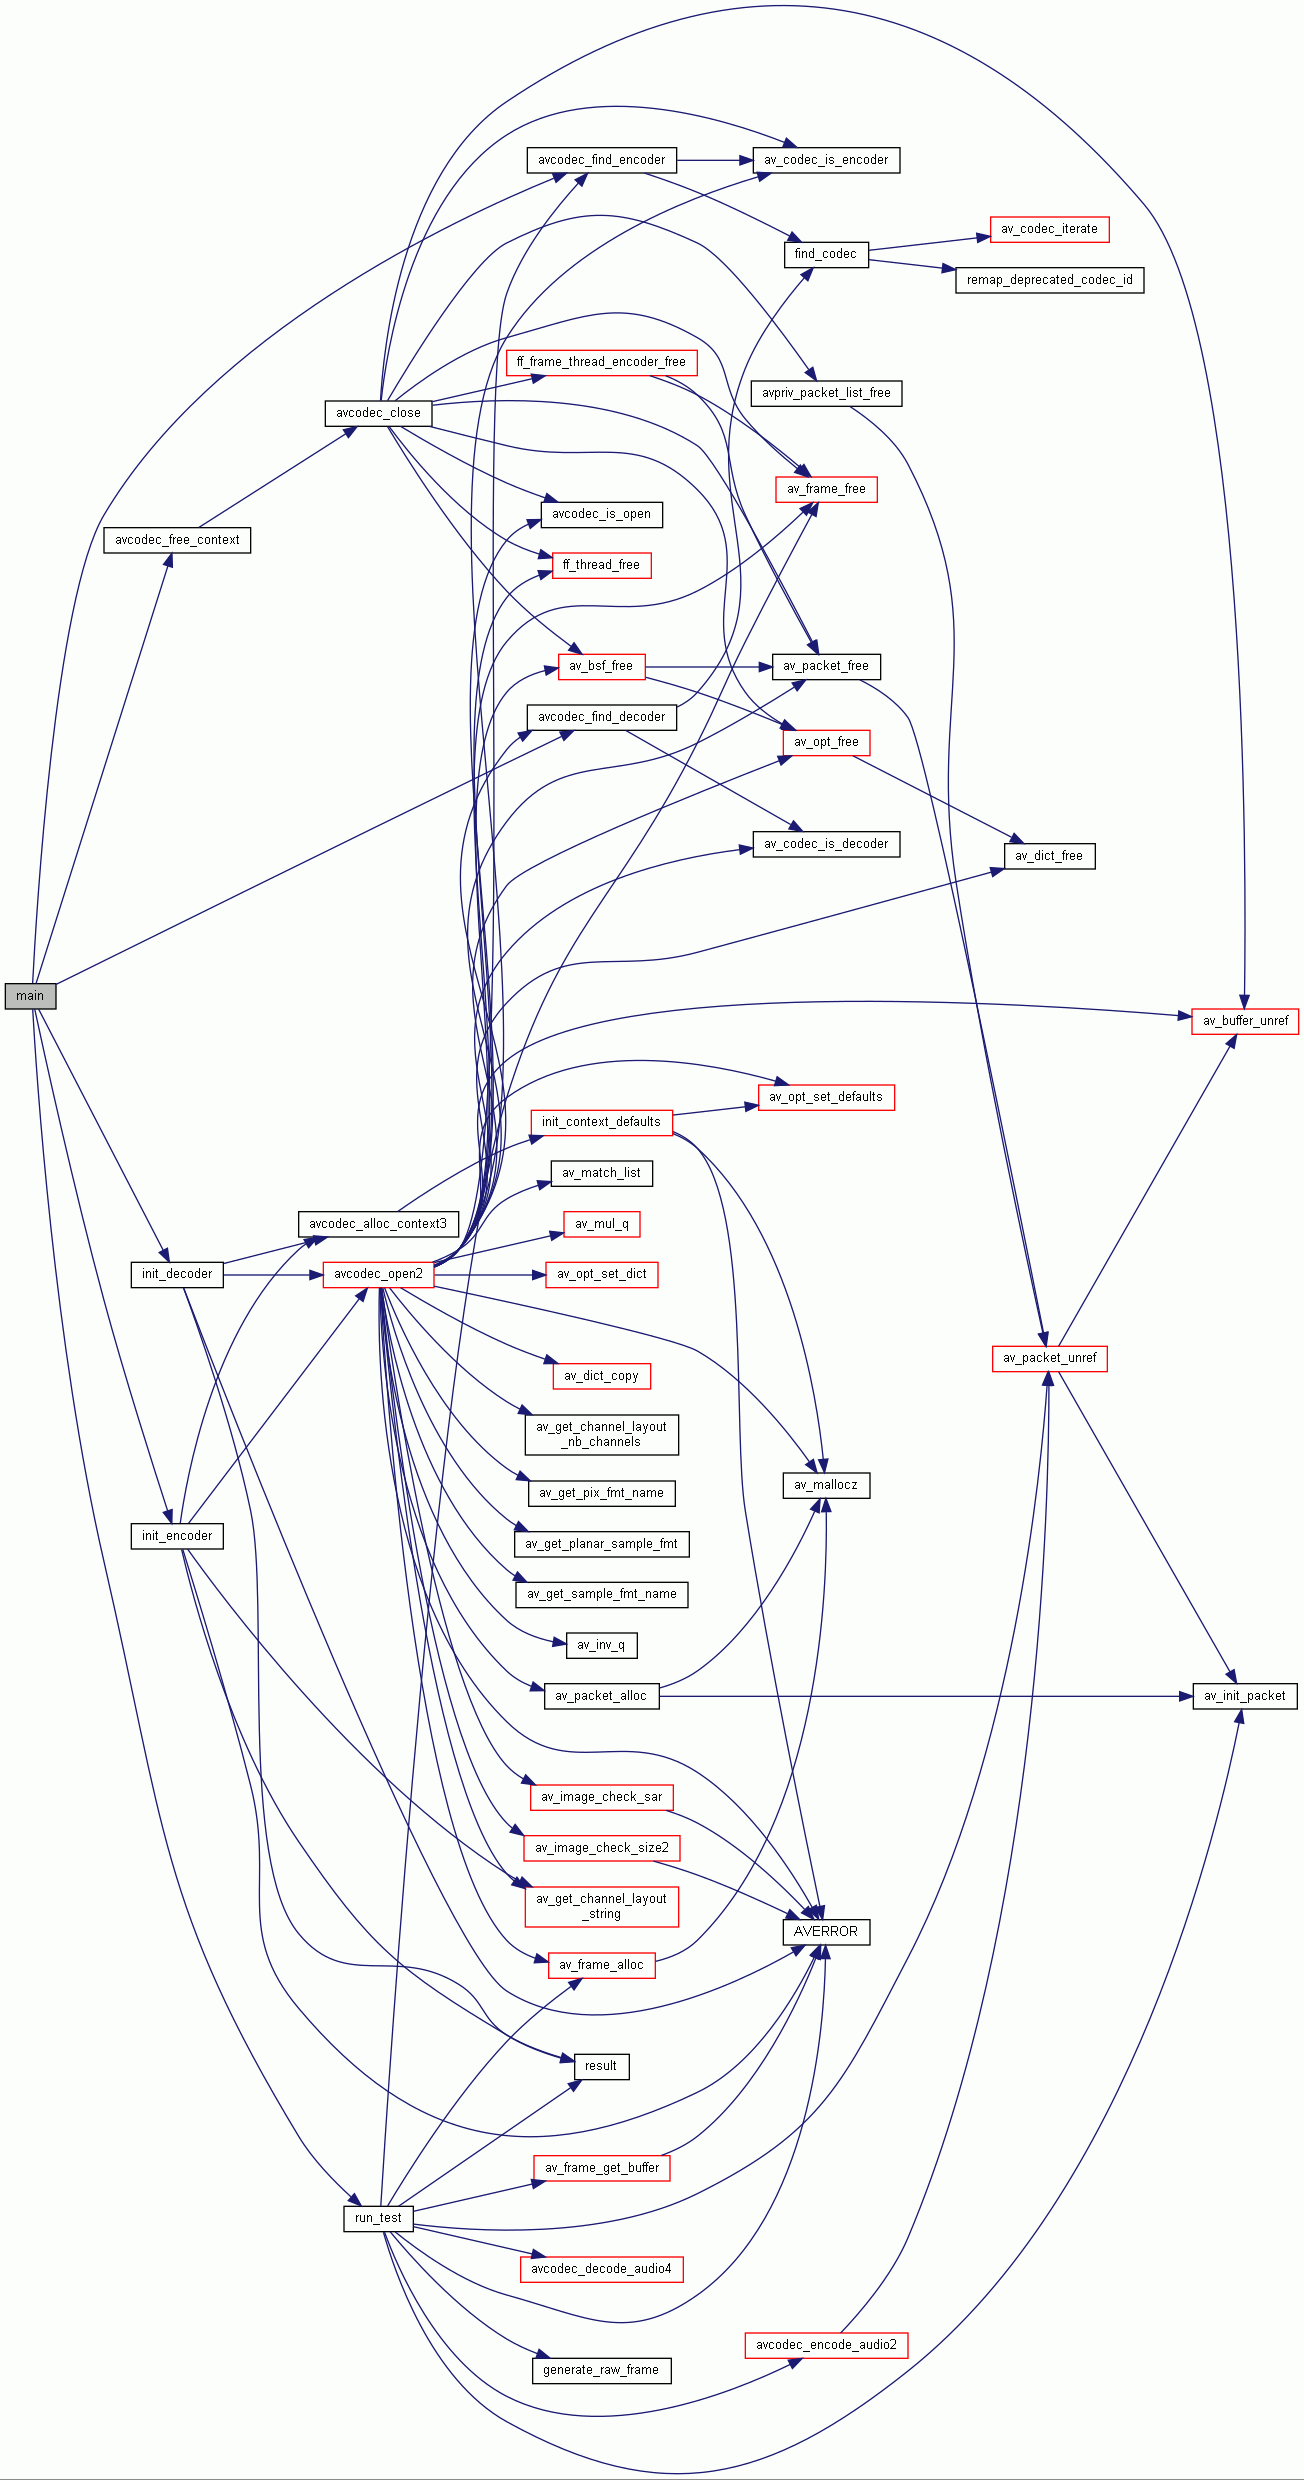 avcodec_find_encoder
av_codec_is_encoder
av_codec_iterate
find_codec
remap_deprecated_codec_id
ff_frame_thread_encoder_free
avpriv_packet_list_free
avcodec_close
av_frame_free
avcodec_is_open
avcodec_free_context
ff_thread_free
av_bsf_free
av_packet_free
avcodec_find_decoder
av_opt_free
av_codec_is_decoder
av_dict_free
main
av_buffer_unref
av_opt_set_defaults
init_context_defaults
av_match_list
avcodec_alloc_context3
av_mul_q
init_decoder
avcodec_open2
av_opt_set_dict
av_packet_unref
av_dict_copy
av_get_channel_layout
_nb_channels
av_mallocz
av_get_pix_fmt_name
init_encoder
av_get_planar_sample_fmt
av_get_sample_fmt_name
av_inv_q
av_packet_alloc
av_init_packet
av_image_check_sar
av_image_check_size2
av_get_channel_layout
_string
AVERROR
av_frame_alloc
result
av_frame_get_buffer
run_test
avcodec_decode_audio4
avcodec_encode_audio2
generate_raw_frame